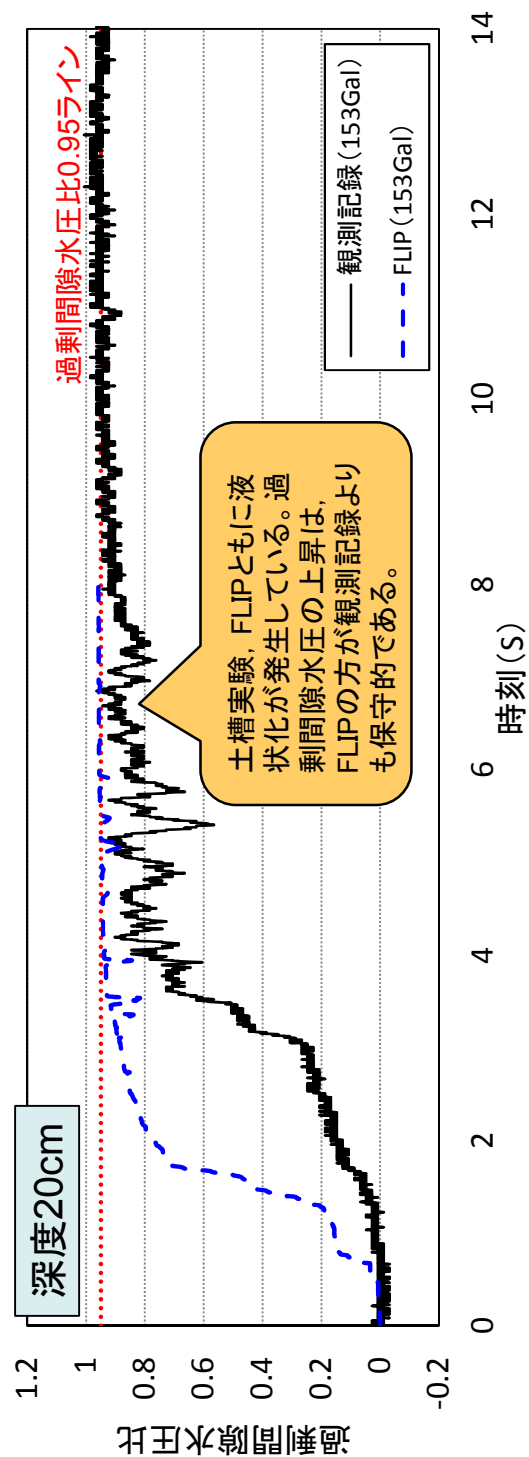 深度20cm
過剰間隙水圧比0.95ライン
過剰間隙水圧比
1.2
1
0.8
0.6
0.4
0.2
0
-0.2
土槽実験，FLIPともに液
状化が発生している。過
剰間隙水圧の上昇は，
FLIPの方が観測記録より
も保守的である。
観測記録（153Gal）
FLIP（153Gal）
0
2
4
6
8
10
12
14
時刻（S）